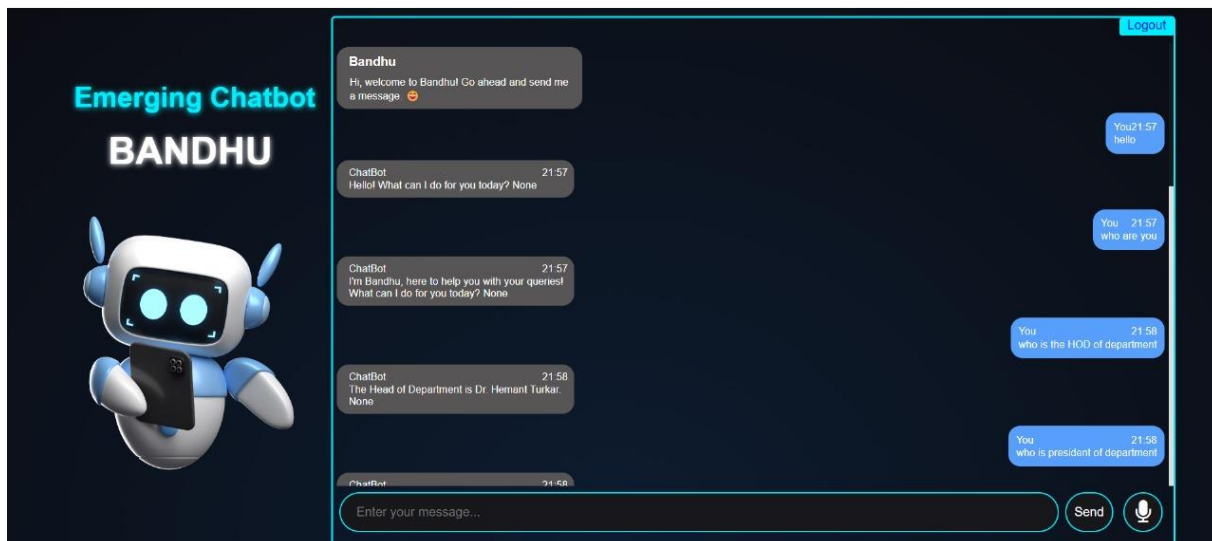 Logout
Emerging Chatbot
BANDHU
Bandhu
Hi, welcome to Bandhu! Go ahead and send me
a message. 😄
You21:57
hello
ChatBot 21:57
Hello! What can I do for you today? None
You 21:57
who are you
ChatBot 21:57
I'm Bandhu, here to help you with your queries!
What can I do for you today? None
You 21:58
who is the HOD of department
ChatBot 21:58
The Head of Department is Dr. Hemant Turkar.
None
You 21:58
who is president of department
ChatBot 21:58
Enter your message...
Send